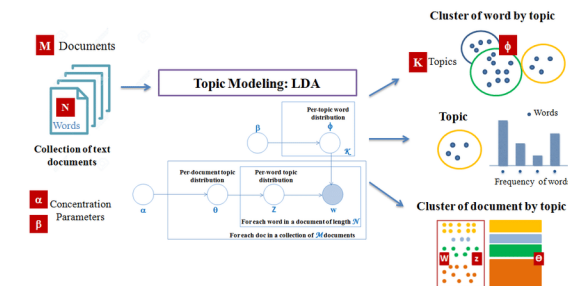 Cluster of word by topic
M Documents
N
Words
Collection of text
documents
Topic Modeling: LDA
K Topics
ϕ
Per-topic word
distribution
β
ϕ
K
Topic
Words
Frequency of words
α Concentration
β Parameters
Per-document topic
distribution
Per-word topic
distribution
α
θ
Z
w
For each word in a document of length N
For each doc in a collection of M documents
Cluster of document by topic
W
z
Θ